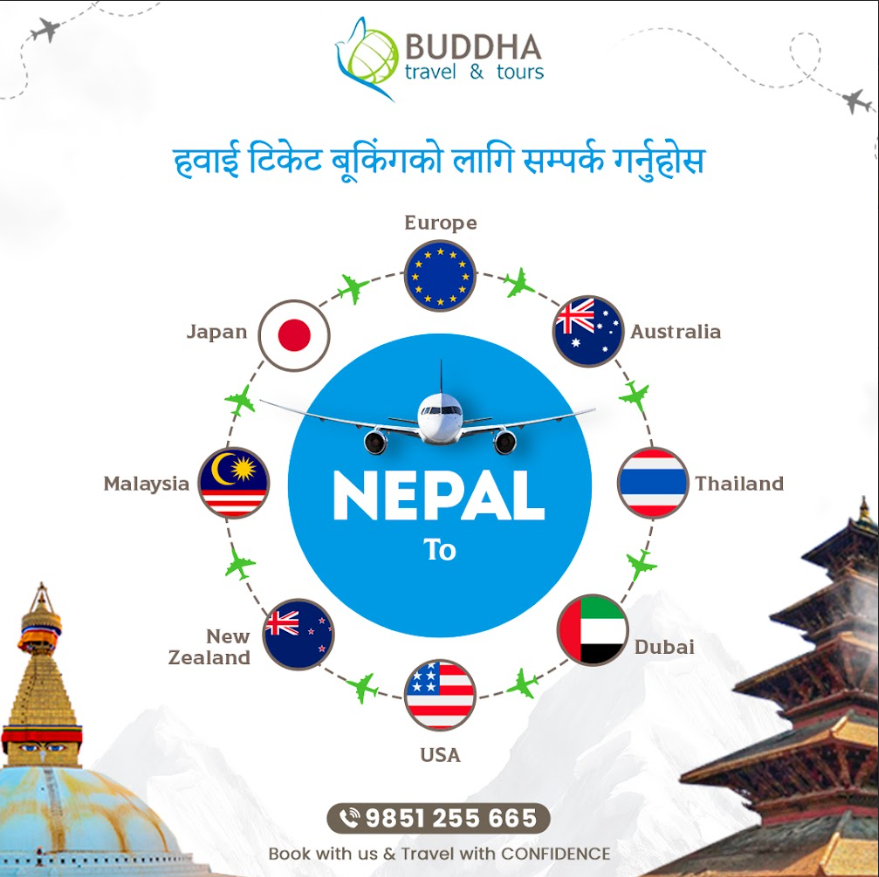 BUDDHA
travel & tours
हवाई टिकेट बूकिंगको लागि सम्पर्क गर्नुहोस
Europe
Japan
Australia
Malaysia
Thailand
NEPAL
To
New
Zealand
Dubai
USA
9851 255 665
Book with us & Travel with CONFIDENCE